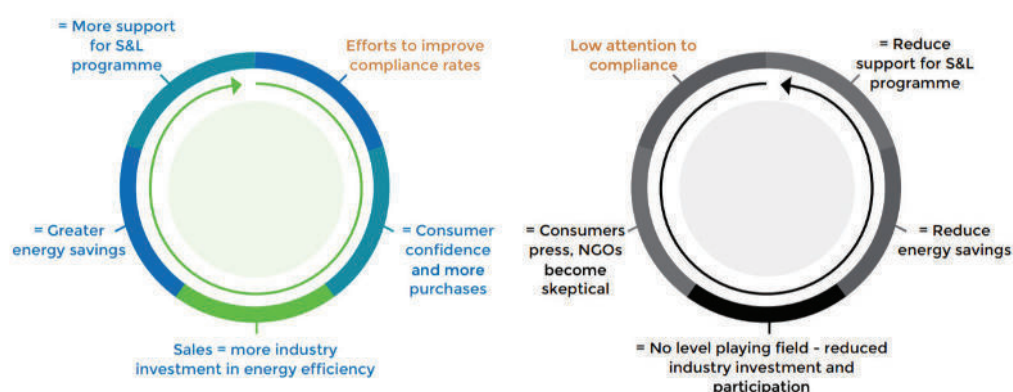 = More support
for S&L
programme
Efforts to improve
compliance rates
= Consumer
confidence
and more
purchases
Sales = more industry
investment in energy efficiency
= Greater
energy savings
Low attention to
compliance
= Consumers
press, NGOs
become
skeptical
= No level playing field - reduced
industry investment and
participation
= Reduce
energy savings
= Reduce
support for S&L
programme